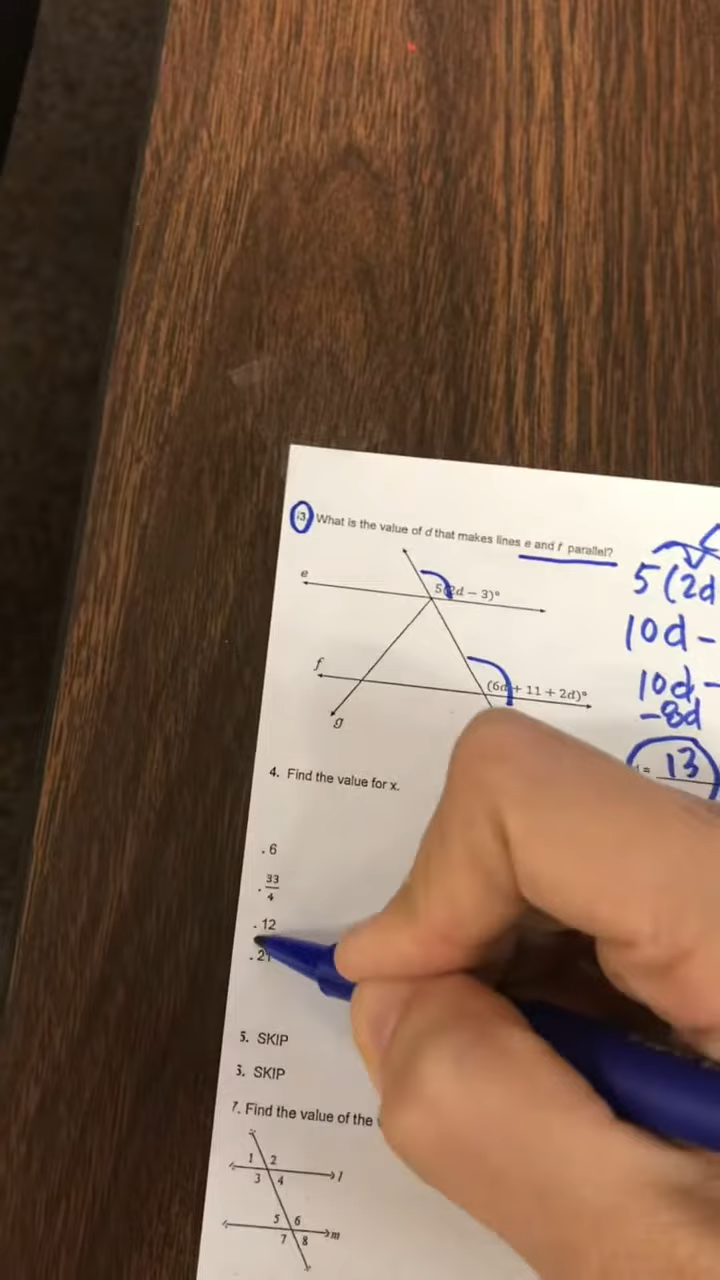 3 What is the value of d that makes lines e and f parallel?
e
5(2d − 3)°
f
(6d + 11 + 2d)°
g
5(2d
10d -
10d -
-8d
= 13
4. Find the value for x.
. 6
. 33/4
. 12
. 21
5. SKIP
3. SKIP
7. Find the value of the
1 2
3 4
l
5 6
7 8
m